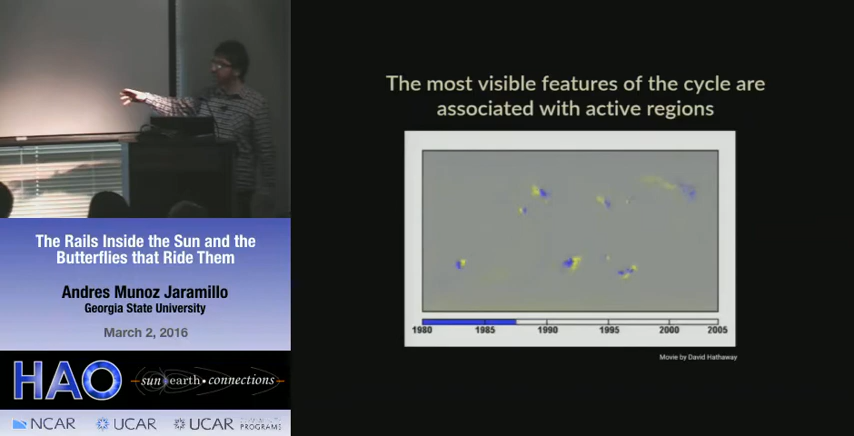 The most visible features of the cycle are
associated with active regions
1980 1985 1990 1995 2000 2005
Movie by David Hathaway
The Rails Inside the Sun and the
Butterflies that Ride Them
Andres Munoz Jaramillo
Georgia State University
March 2, 2016
HAO
sun earth • connections
NCAR UCAR UCAR
PROGRAMS